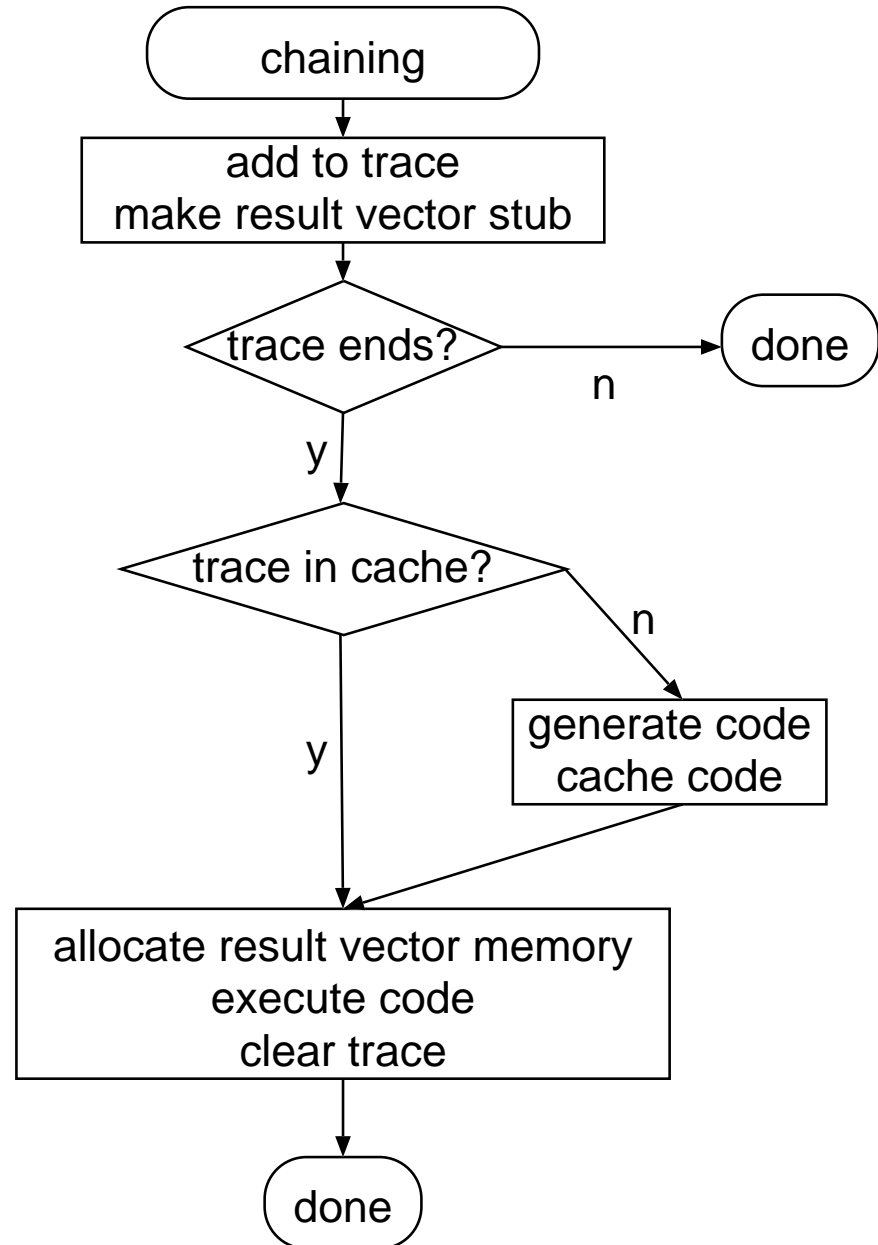 chaining
add to trace
make result vector stub
trace ends?
done
n
y
trace in cache?
n
generate code
cache code
y
allocate result vector memory
execute code
clear trace
done